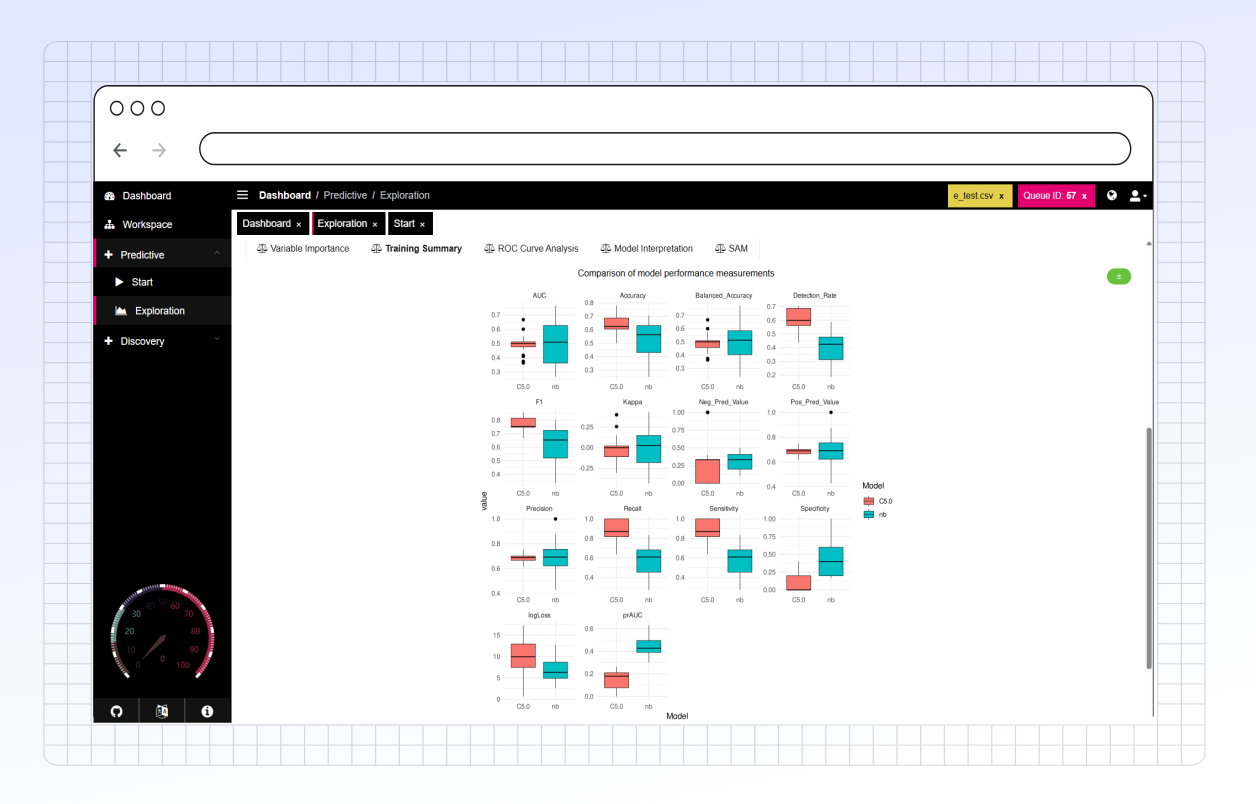 Dashboard
Workspace
Predictive
Start
Exploration
Discovery
0 10 20 30 40 50 60 70 80 90 100
0
Dashboard / Predictive / Exploration
e_test.csv x
Queue ID: 57 x
Dashboard x
Exploration x
Start x
Variable Importance
Training Summary
ROC Curve Analysis
Model Interpretation
SAM
Comparison of model performance measurements
AUC
0.7
0.6
0.5
0.4
0.3
C5.0 nb
Accuracy
0.8
0.7
0.6
0.5
0.4
0.3
C5.0 nb
Balanced_Accuracy
0.7
0.6
0.5
0.4
0.3
C5.0 nb
Detection_Rate
0.7
0.6
0.5
0.4
0.3
0.2
C5.0 nb
F1
0.8
0.7
0.6
0.5
0.4
C5.0 nb
Kappa
0.25
0.00
-0.25
C5.0 nb
Neg_Pred_Value
1.00
0.75
0.50
0.25
0.00
C5.0 nb
Pos_Pred_Value
1.0
0.8
0.6
0.4
C5.0 nb
Precision
1.0
0.8
0.6
0.4
C5.0 nb
Recall
1.0
0.8
0.6
0.4
C5.0 nb
Sensitivity
1.0
0.8
0.6
0.4
C5.0 nb
Specificity
1.00
0.75
0.50
0.25
0.00
C5.0 nb
logLoss
15
10
5
0
C5.0 nb
prAUC
0.6
0.4
0.2
0.0
C5.0 nb
value
Model
Model
C5.0
nb